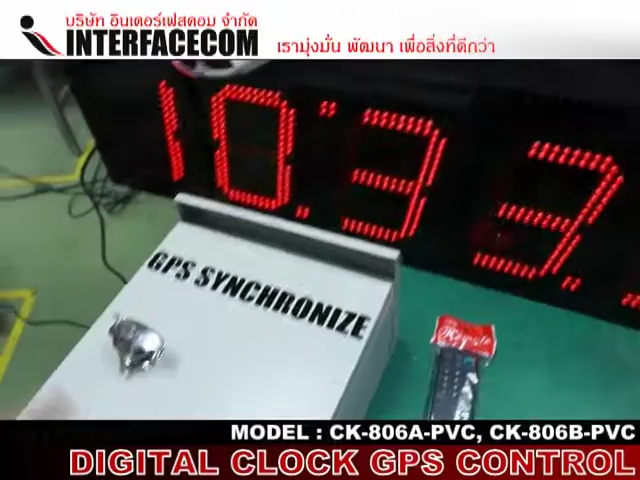 บริษัท อินเตอร์เฟสคอม จำกัด
INTERFACECOM
เรามุ่งมั่น พัฒนา เพื่อสิ่งที่ดีกว่า
10:33
GPS SYNCHRONIZE
MODEL : CK-806A-PVC, CK-806B-PVC
DIGITAL CLOCK GPS CONTROL